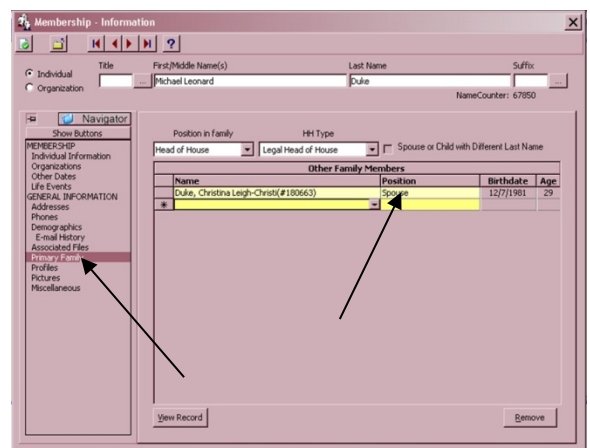 Membership - Information
Title First/Middle Name(s) Last Name Suffix
Individual
Organization
... Michael Leonard Duke ...
NameCounter: 67850
Navigator
Show Buttons
MEMBERSHIP
Individual Information
Organizations
Other Dates
Life Events
GENERAL INFORMATION
Addresses
Phones
Demographics
E-mail History
Associated Files
Primary Family
Profiles
Pictures
Miscellaneous
Position in family HH Type
Head of House Legal Head of House Spouse or Child with Different Last Name
Other Family Members
Name Position Birthdate Age
Duke, Christina Leigh-Christi(#180663) Spouse 12/7/1981 29
View Record Remove